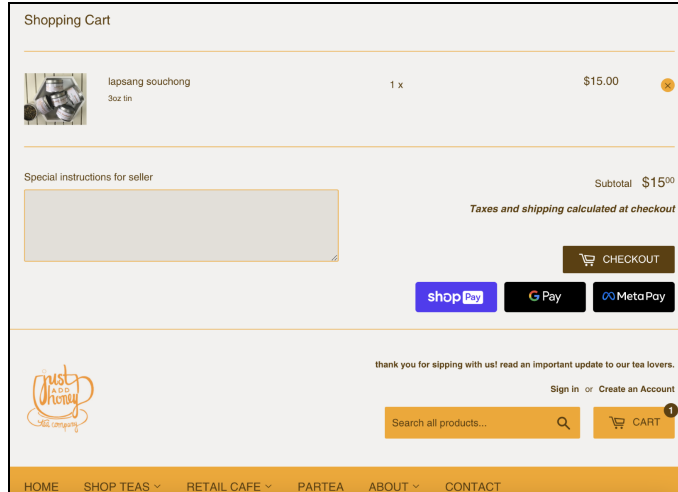 Shopping Cart
lapsang souchong
3oz tin
1 x
$15.00
×
Special instructions for seller
Subtotal $15⁰⁰
Taxes and shipping calculated at checkout
CHECKOUT
shop Pay
G Pay
Meta Pay
just
ADD
honey
tea company
thank you for sipping with us! read an important update to our tea lovers.
Sign in or Create an Account
Search all products...
CART
1
HOME SHOP TEAS RETAIL CAFE PARTEA ABOUT CONTACT